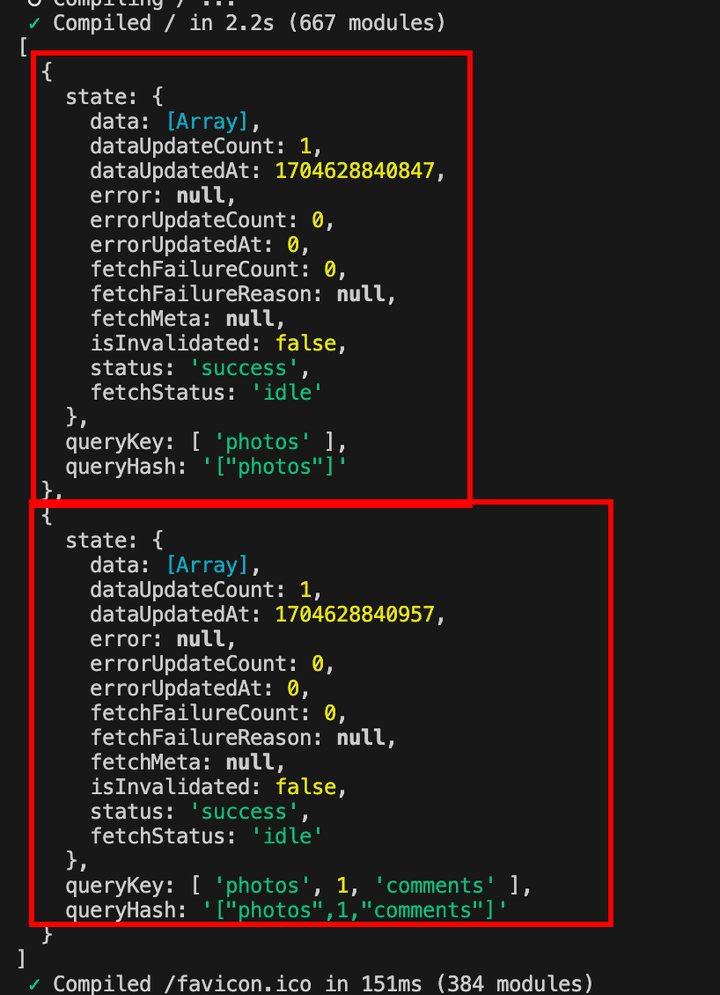 ○ Compiling / ...
✓ Compiled / in 2.2s (667 modules)
[
  {
    state: {
      data: [Array],
      dataUpdateCount: 1,
      dataUpdatedAt: 1704628840847,
      error: null,
      errorUpdateCount: 0,
      errorUpdatedAt: 0,
      fetchFailureCount: 0,
      fetchFailureReason: null,
      fetchMeta: null,
      isInvalidated: false,
      status: 'success',
      fetchStatus: 'idle'
    },
    queryKey: [ 'photos' ],
    queryHash: '["photos"]'
  },
  {
    state: {
      data: [Array],
      dataUpdateCount: 1,
      dataUpdatedAt: 1704628840957,
      error: null,
      errorUpdateCount: 0,
      errorUpdatedAt: 0,
      fetchFailureCount: 0,
      fetchFailureReason: null,
      fetchMeta: null,
      isInvalidated: false,
      status: 'success',
      fetchStatus: 'idle'
    },
    queryKey: [ 'photos', 1, 'comments' ],
    queryHash: '["photos",1,"comments"]'
  }
]
✓ Compiled /favicon.ico in 151ms (384 modules)